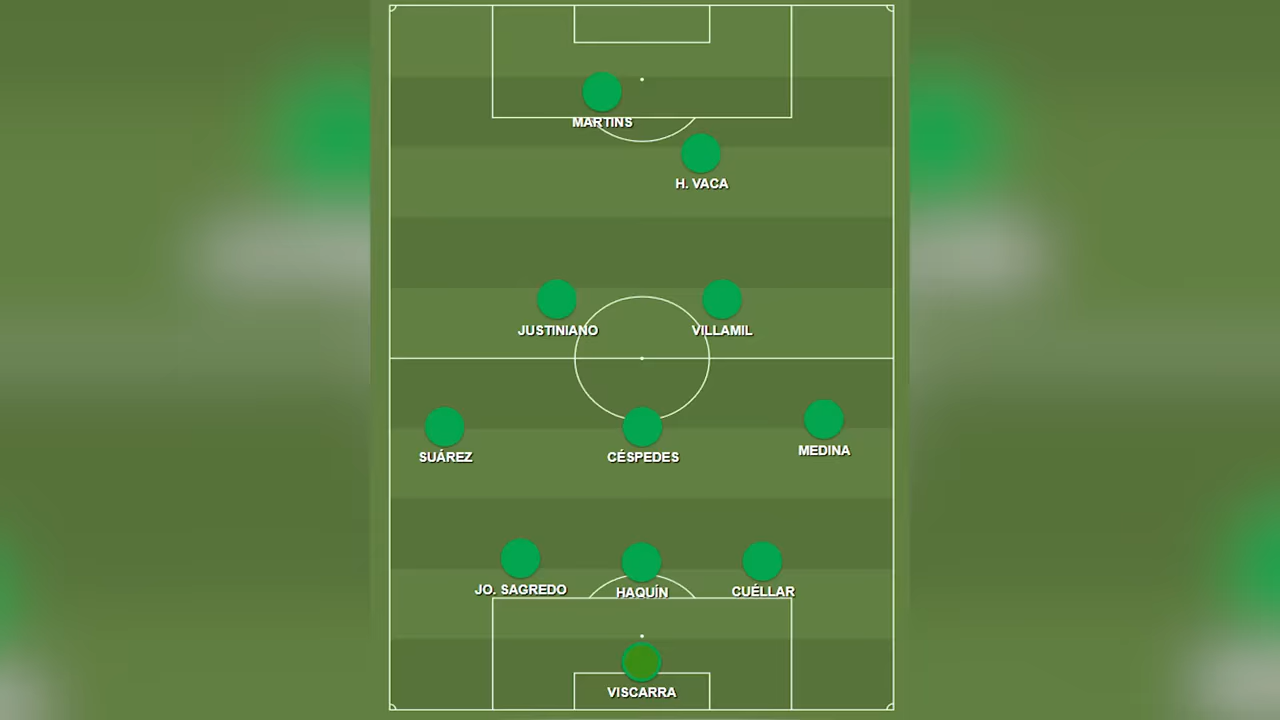 MARTINS
H. VACA
JUSTINIANO
VILLAMIL
SUÁREZ
CÉSPEDES
MEDINA
JO. SAGREDO
HAQUÍN
CUÉLLAR
VISCARRA